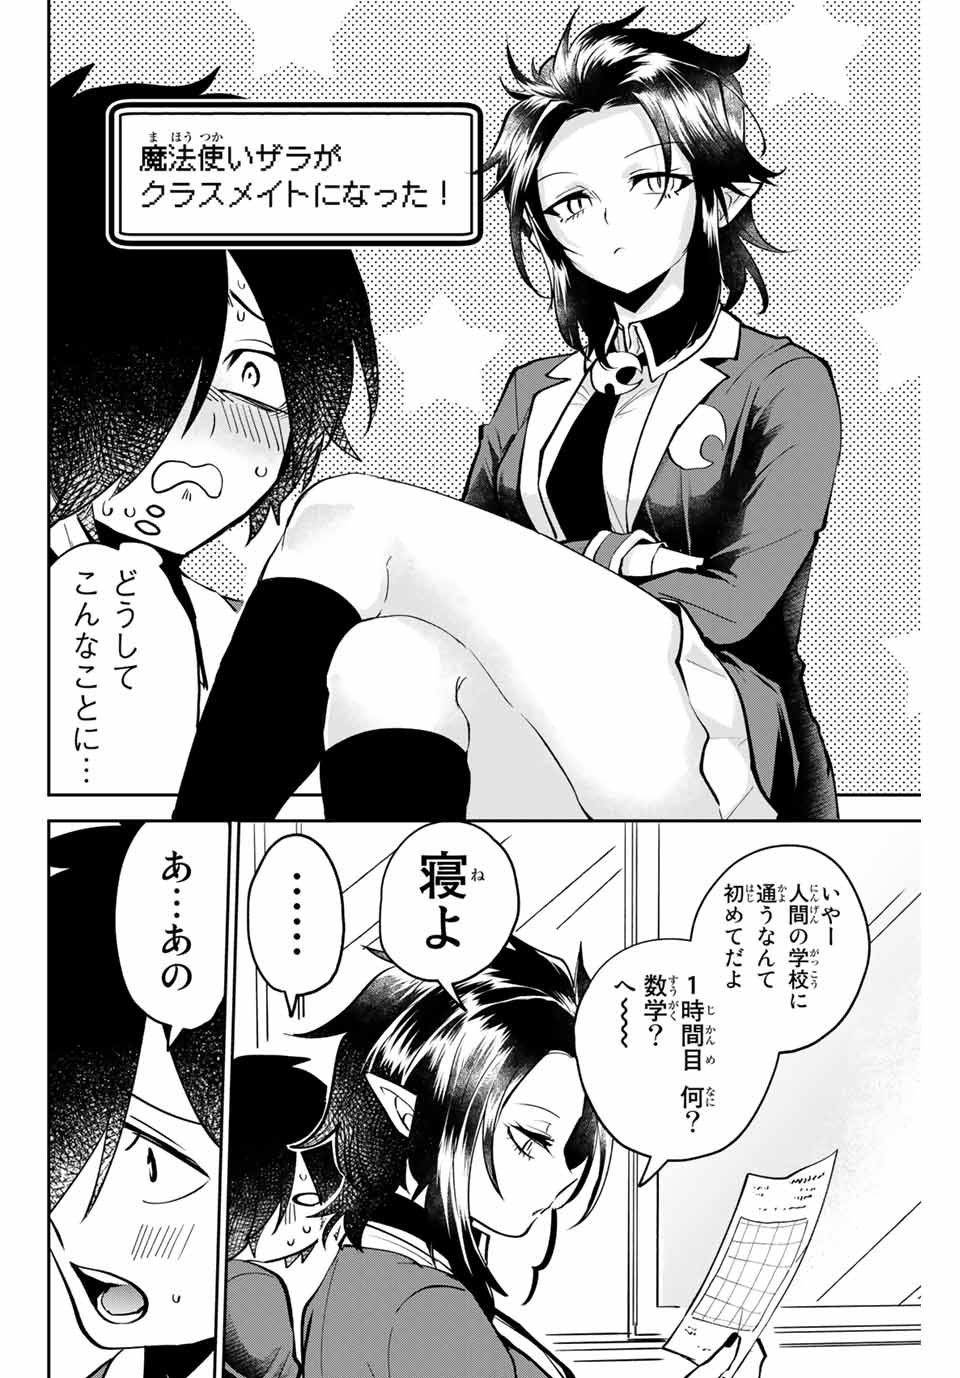 魔法使いザラが
クラスメイトになった！
どうして
こんなことに…
いやー
人間の学校に
通うなんて
初めてだよ
１時間目 何？
数学？
へ～～～
寝よ
……
あ…あの